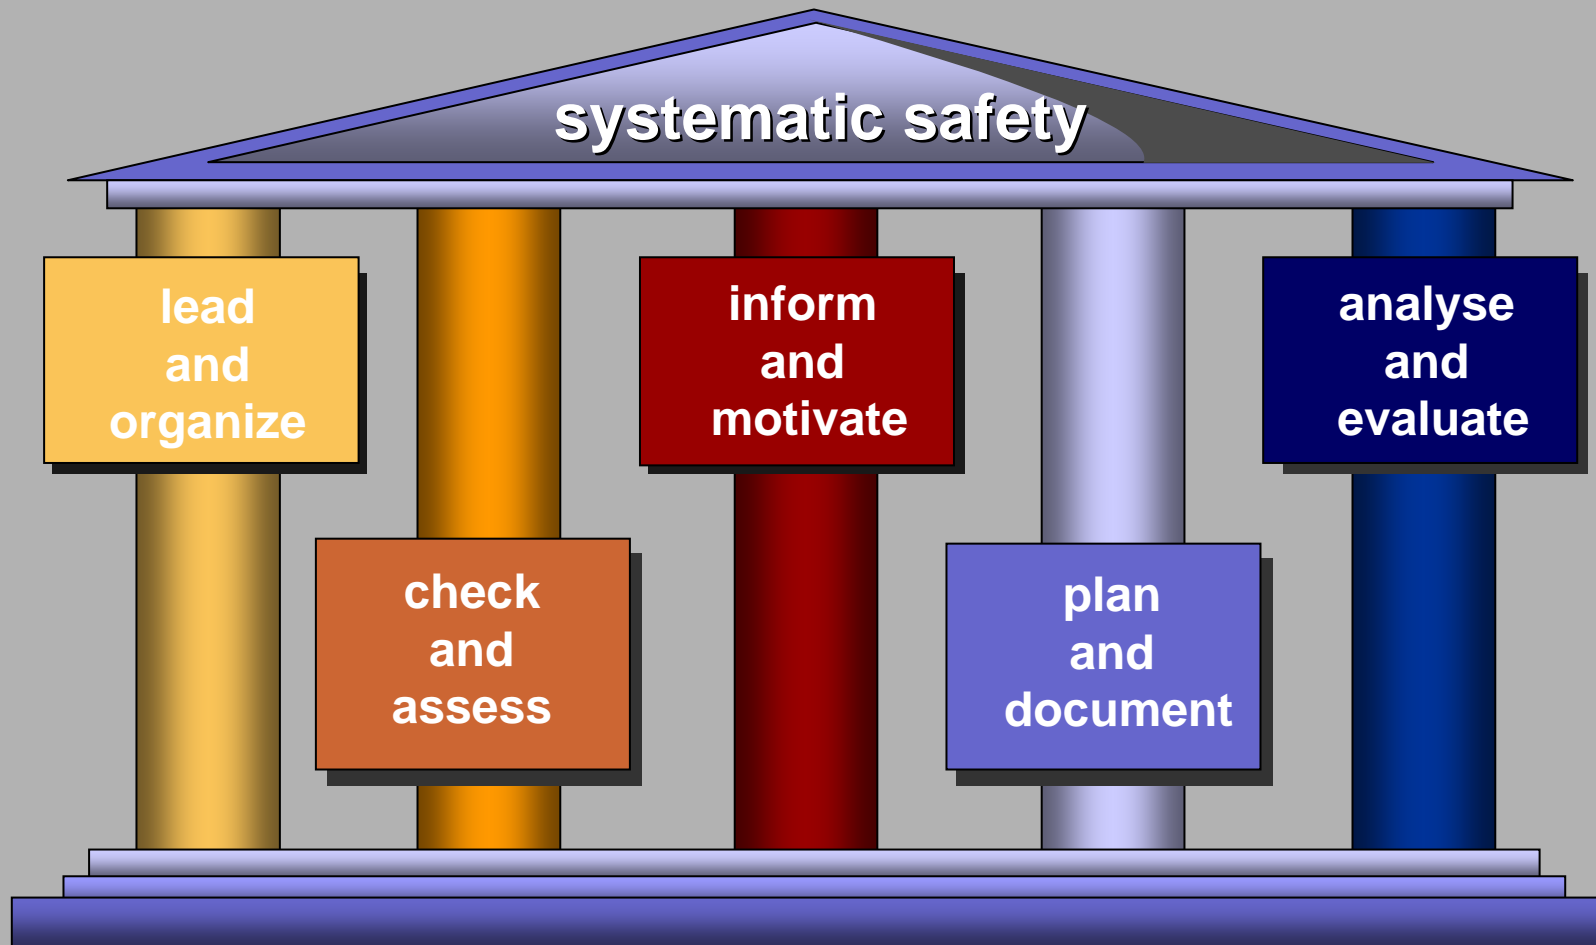 systematic safety
lead
and
organize
check
and
assess
inform
and
motivate
plan
and
document
analyse
and
evaluate